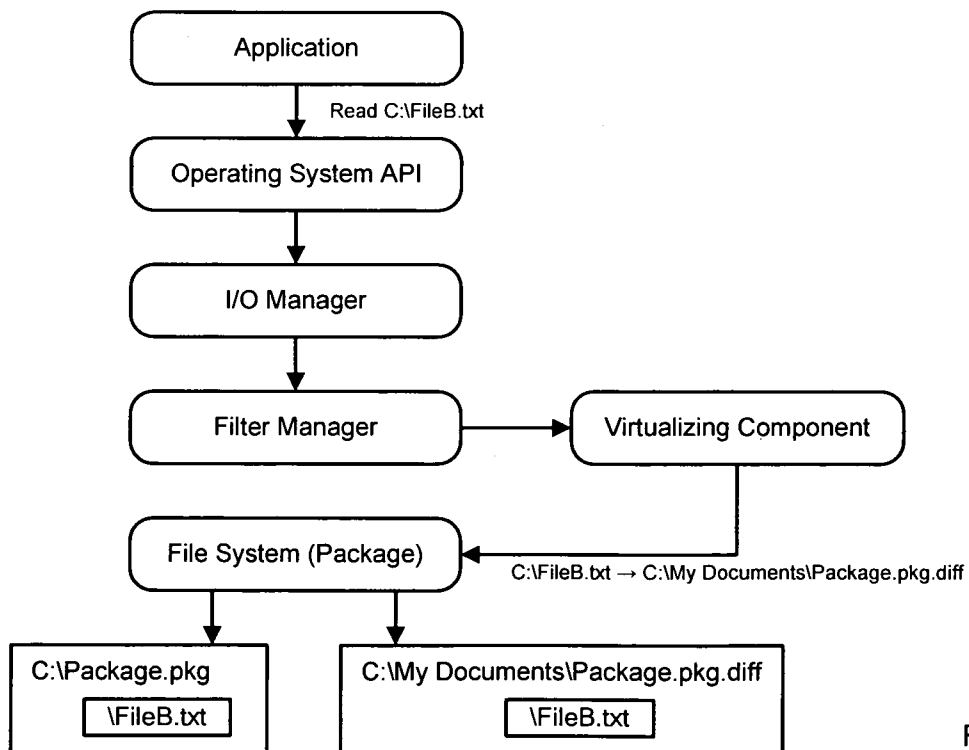 Application
Read C:\FileB.txt
Operating System API
I/O Manager
Filter Manager
Virtualizing Component
File System (Package)
C:\FileB.txt → C:\My Documents\Package.pkg.diff
C:\Package.pkg
\FileB.txt
C:\My Documents\Package.pkg.diff
\FileB.txt